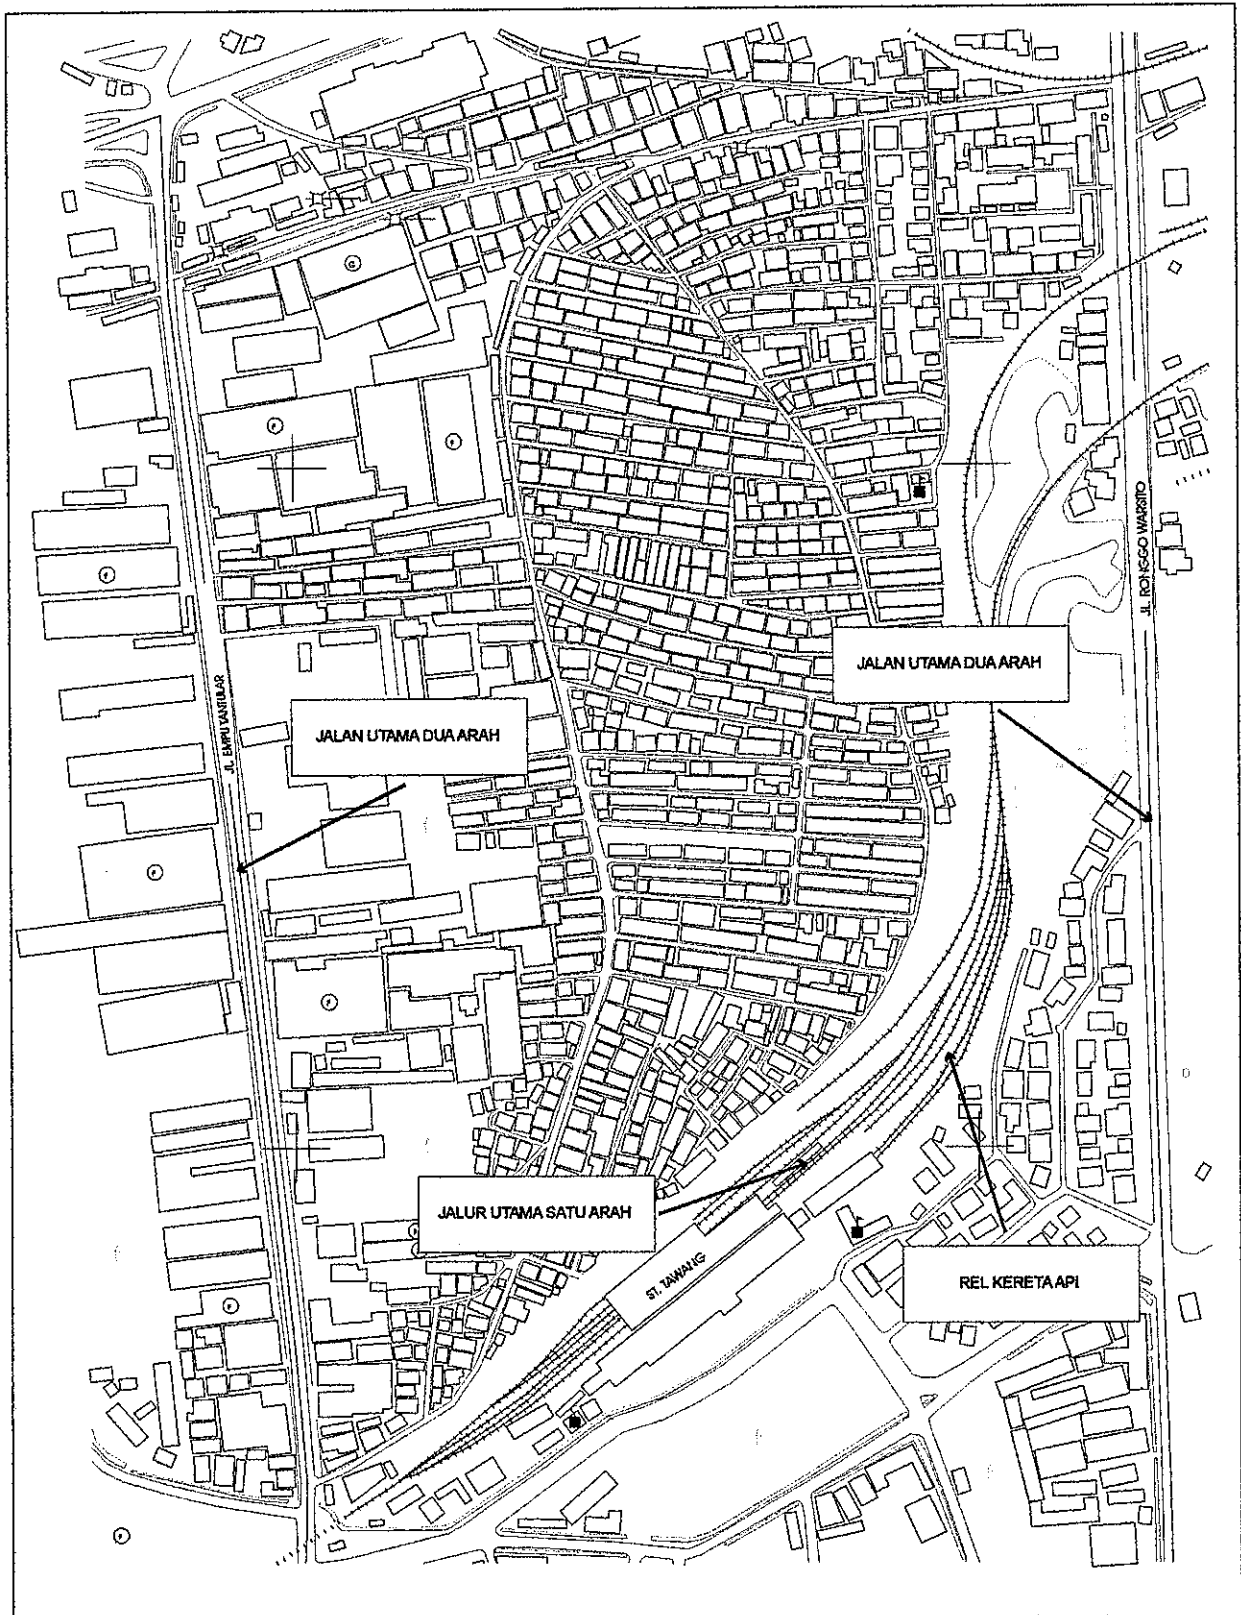 JL. RONGGO WARSITO
JALAN UTAMA DUA ARAH
JL. EMPU TANTULAR
JALAN UTAMA DUA ARAH
JALUR UTAMA SATU ARAH
ST. TAWANG
REL KERETA API